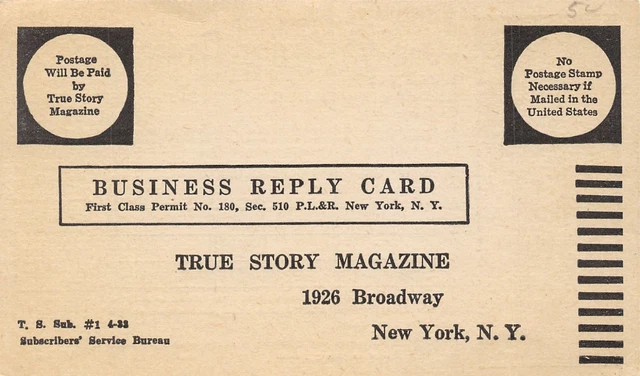 5c
Postage
Will Be Paid
by
True Story
Magazine
No
Postage Stamp
Necessary if
Mailed in the
United States
BUSINESS REPLY CARD
First Class Permit No. 180, Sec. 510 P.L.&R. New York, N. Y.
TRUE STORY MAGAZINE
1926 Broadway
New York, N. Y.
T. S. Sub. #1 4-33
Subscribers' Service Bureau